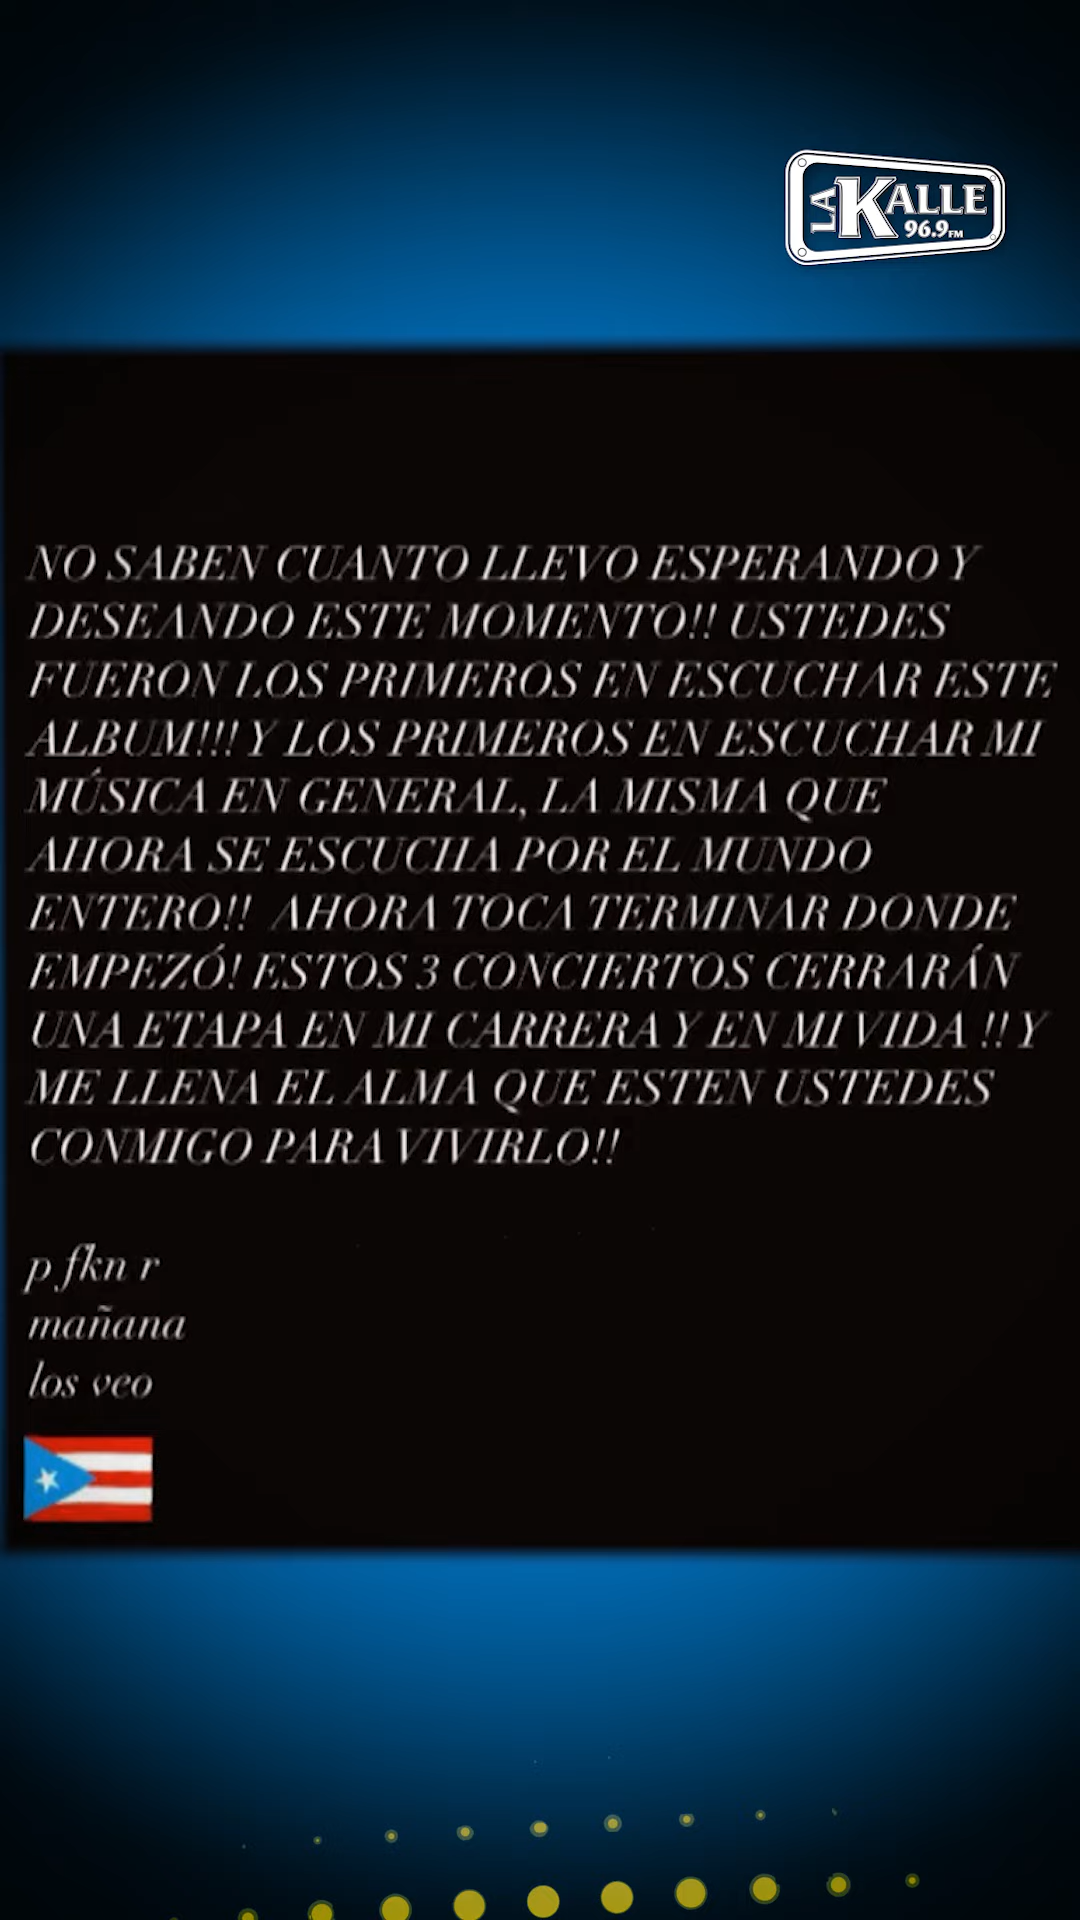 LA KALLE
96.9 FM
NO SABEN CUANTO LLEVO ESPERANDO Y
DESEANDO ESTE MOMENTO!! USTEDES
FUERON LOS PRIMEROS EN ESCUCHAR ESTE
ALBUM!!! Y LOS PRIMEROS EN ESCUCHAR MI
MÚSICA EN GENERAL, LA MISMA QUE
AHORA SE ESCUCHA POR EL MUNDO
ENTERO!! AHORA TOCA TERMINAR DONDE
EMPEZÓ! ESTOS 3 CONCIERTOS CERRARÁN
UNA ETAPA EN MI CARRERA Y EN MI VIDA !! Y
ME LLENA EL ALMA QUE ESTEN USTEDES
CONMIGO PARA VIVIRLO!!
p fkn r
mañana
los veo